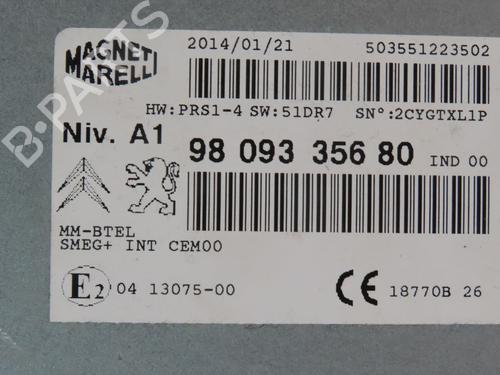 MAGNETI MARELLI
2014/01/21 503551223502
HW:PRS1-4 SW:51DR7 SN°:2CYGTXL1P
Niv. A1 98 093 356 80 IND 00
MM-BTEL
SMEG+ INT CEM00
E2 04 13075-00 CE 18770B 26
B-PARTS